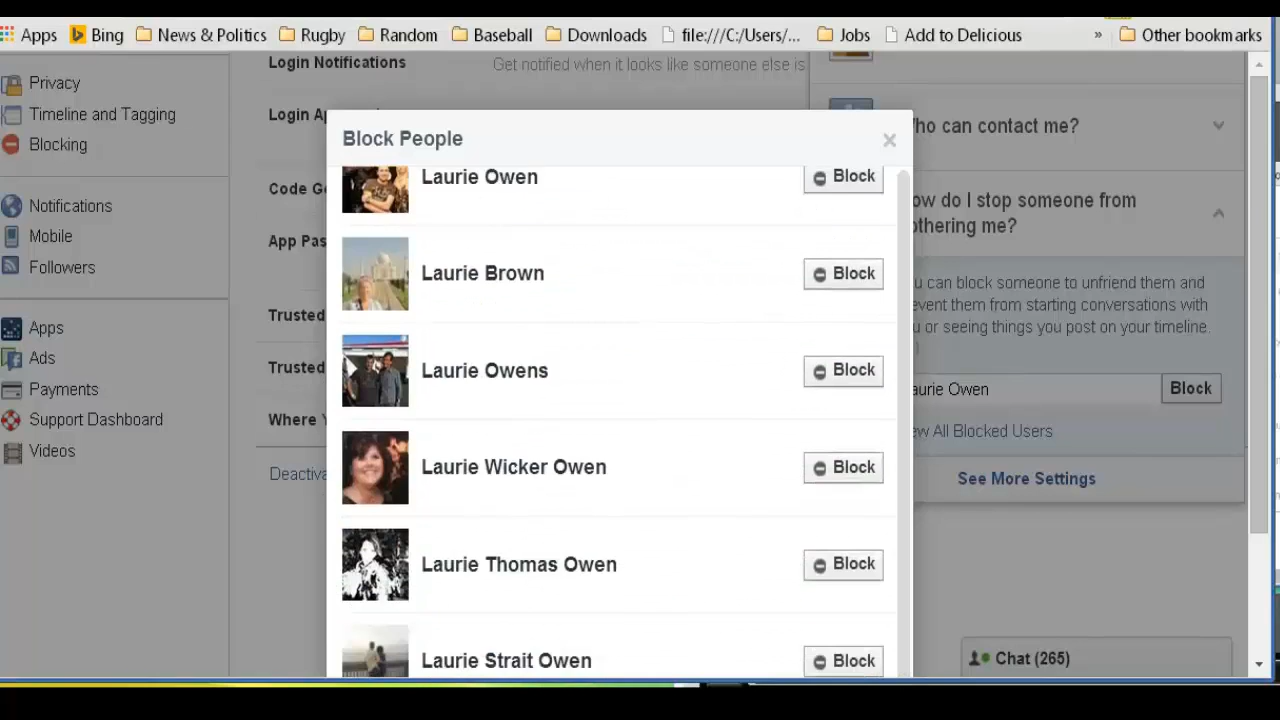 Apps Bing News & Politics Rugby Random Baseball Downloads file:///C:/Users/... Jobs Add to Delicious » Other bookmarks
Privacy
Timeline and Tagging
Blocking
Notifications
Mobile
Followers
Apps
Ads
Payments
Support Dashboard
Videos
Login Notifications
Get notified when it looks like someone else is
Login Ap
Code Ge
App Pas
Trusted
Trusted
Where Y
Deactiva
Block People
Laurie Owen Block
Laurie Brown Block
Laurie Owens Block
Laurie Wicker Owen Block
Laurie Thomas Owen Block
Laurie Strait Owen Block
ho can contact me?
ow do I stop someone from
othering me?
u can block someone to unfriend them and
event them from starting conversations with
u or seeing things you post on your timeline.
aurie Owen Block
ew All Blocked Users
See More Settings
Chat (265)